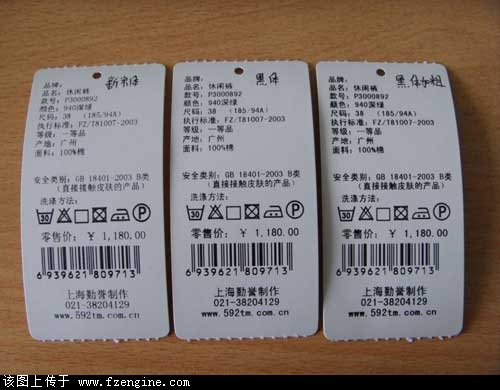 新宋体
品牌:
品名: 休闲裤
款号: P3000892
颜色: 940深绿
尺码: 38 (185/94A)
执行标准: FZ/T81007-2003
等级: 一等品
产地: 广州
面料: 100%棉
安全类别: GB 18401-2003 B类
(直接接触皮肤的产品)
洗涤方法:
零售价: ¥ 1,180.00
6 939621 809713
上海勤誉制作
021-38204129
www.592tm.com.cn
黑体
品牌:
品名: 休闲裤
款号: P3000892
颜色: 940深绿
尺码: 38 (185/94A)
执行标准: FZ/T81007-2003
等级: 一等品
产地: 广州
面料: 100%棉
安全类别: GB 18401-2003 B类
(直接接触皮肤的产品)
洗涤方法:
零售价: ¥ 1,180.00
6 939621 809713
上海勤誉制作
021-38204129
www.592tm.com.cn
黑体加粗
品牌:
品名: 休闲裤
款号: P3000892
颜色: 940深绿
尺码: 38 (185/94A)
执行标准: FZ/T81007-2003
等级: 一等品
产地: 广州
面料: 100%棉
安全类别: GB 18401-2003 B类
(直接接触皮肤的产品)
洗涤方法:
零售价: ¥ 1,180.00
6 939621 809713
上海勤誉制作
021-38204129
www.592tm.com.cn
该图上传于 www.fzengine.com